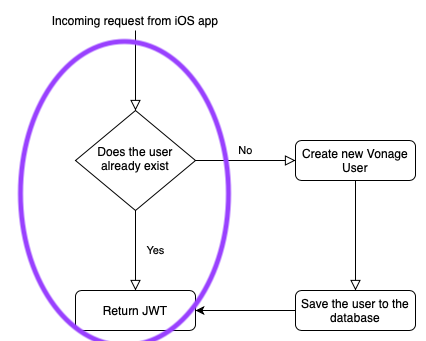 Incoming request from iOS app
Does the user
already exist
No
Create new Vonage
User
Yes
Return JWT
Save the user to the
database